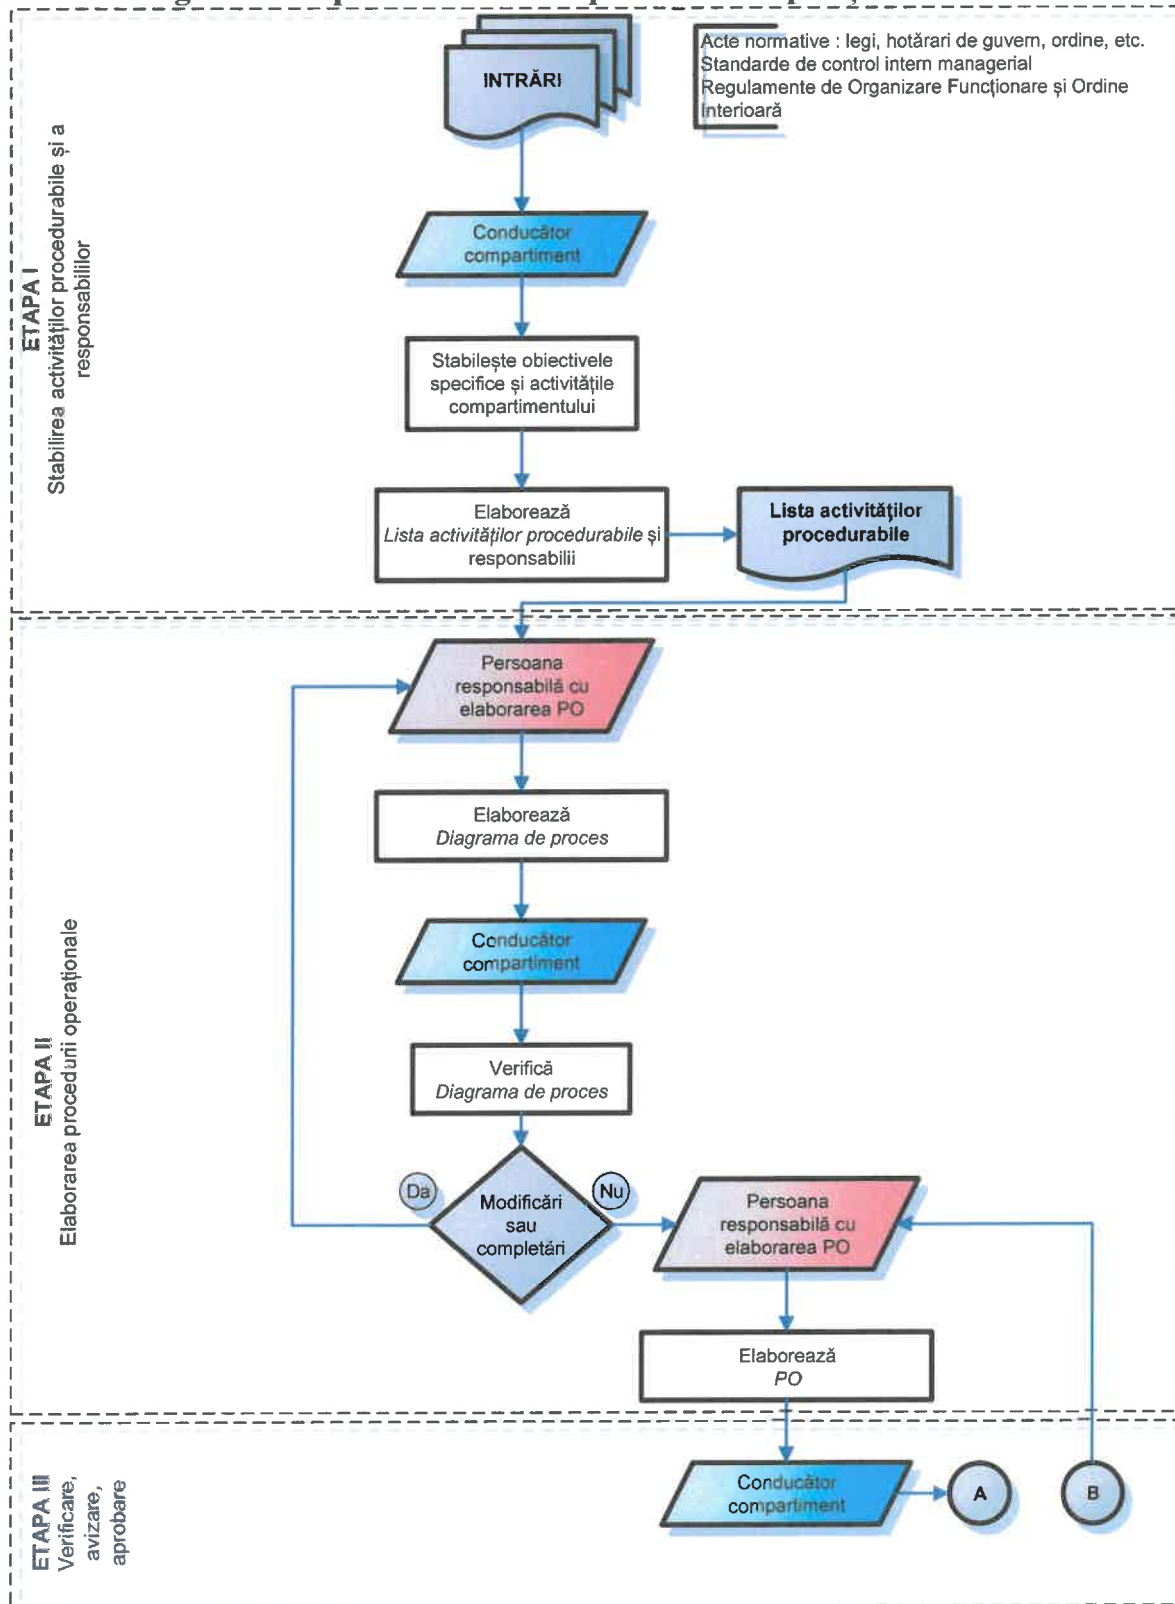 INTRĂRI
Acte normative : legi, hotărari de guvern, ordine, etc.
Standarde de control intern managerial
Regulamente de Organizare Funcționare și Ordine
Interioară
ETAPA I
Stabilirea activităților procedurabile și a
responsabililor
Conducător
compartiment
Stabilește obiectivele
specifice și activitățile
compartimentului
Elaborează
Lista activităților procedurabile și
responsabilii
Lista activităților
procedurabile
ETAPA II
Elaborarea procedurii operaționale
Persoana
responsabilă cu
elaborarea PO
Elaborează
Diagrama de proces
Conducător
compartiment
Verifică
Diagrama de proces
Da
Modificări
sau
completări
Nu
Persoana
responsabilă cu
elaborarea PO
Elaborează
PO
ETAPA III
Verificare,
avizare,
aprobare
Conducător
compartiment
A
B